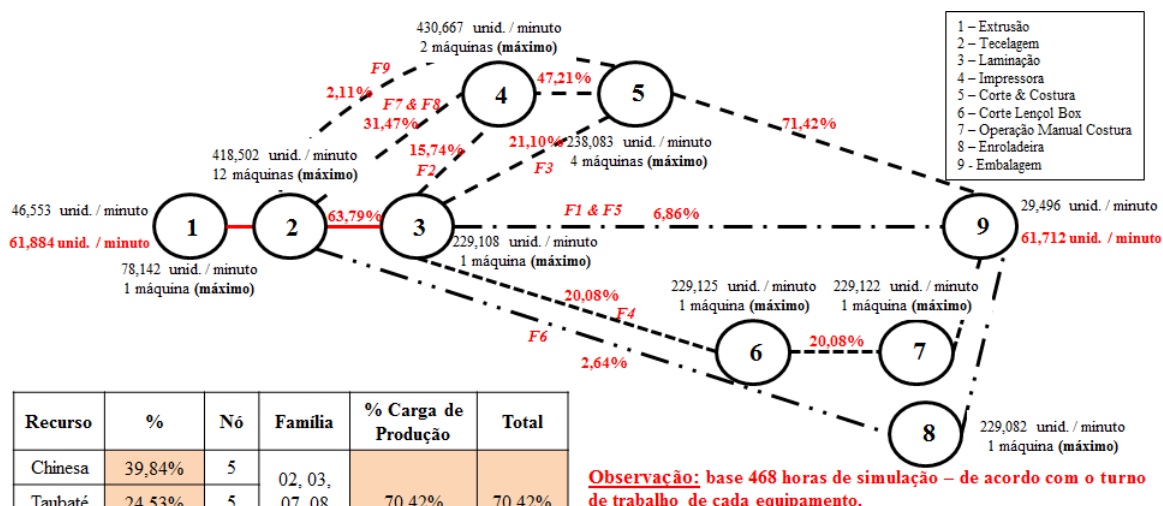 430,667 unid. / minuto
2 máquinas (máximo)
1 – Extrusão
2 – Tecelagem
3 – Laminação
4 – Impressora
5 – Corte & Costura
6 – Corte Lençol Box
7 – Operação Manual Costura
8 – Enroladeira
9 - Embalagem
F9
2,11%
F7 & F8
31,47%
4
47,21%
5
71,42%
15,74%
F2
21,10%
F3
238,083 unid. / minuto
4 máquinas (máximo)
418,502 unid. / minuto
12 máquinas (máximo)
46,553 unid. / minuto
61,884 unid. / minuto
1
2
63,79%
3
F1 & F5
6,86%
9
29,496 unid. / minuto
61,712 unid. / minuto
78,142 unid. / minuto
1 máquina (máximo)
229,108 unid. / minuto
1 máquina (máximo)
20,08%
F4
F6
2,64%
229,125 unid. / minuto
1 máquina (máximo)
229,122 unid. / minuto
1 máquina (máximo)
6
20,08%
7
8
229,082 unid. / minuto
1 máquina (máximo)
Recurso % Nó Família % Carga de Produção Total
Chinesa 39,84% 5
02, 03,
Taubaté 24,53% 5
07, 08
70,42% 70,42%
Observação: base 468 horas de simulação – de acordo com o turno
de trabalho de cada equipamento.